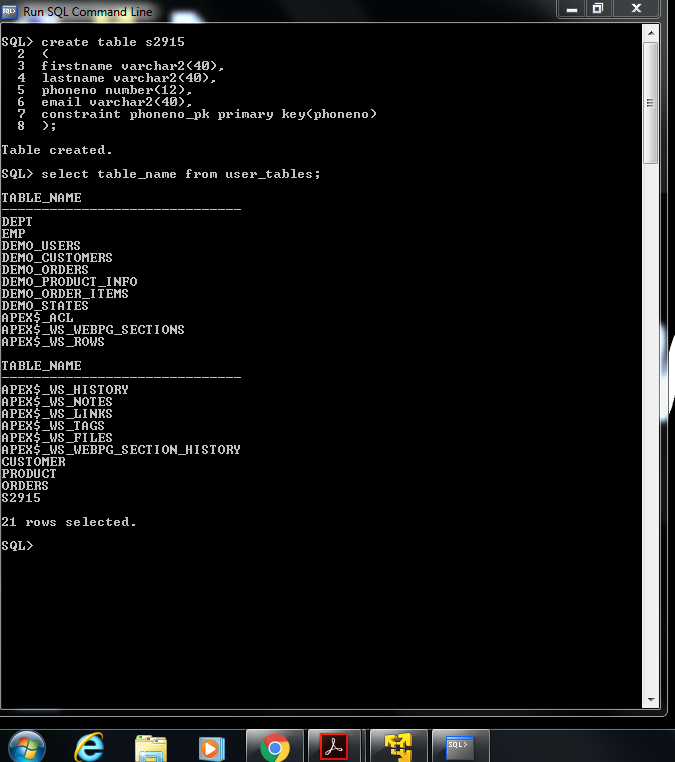 Run SQL Command Line
SQL> create table s2915
2 (
3 firstname varchar2(40),
4 lastname varchar2(40),
5 phoneno number(12),
6 email varchar2(40),
7 constraint phoneno_pk primary key(phoneno)
8 );
Table created.
SQL> select table_name from user_tables;
TABLE_NAME
------------------------------
DEPT
EMP
DEMO_USERS
DEMO_CUSTOMERS
DEMO_ORDERS
DEMO_PRODUCT_INFO
DEMO_ORDER_ITEMS
DEMO_STATES
APEX$_ACL
APEX$_WS_WEBPG_SECTIONS
APEX$_WS_ROWS
TABLE_NAME
------------------------------
APEX$_WS_HISTORY
APEX$_WS_NOTES
APEX$_WS_LINKS
APEX$_WS_TAGS
APEX$_WS_FILES
APEX$_WS_WEBPG_SECTION_HISTORY
CUSTOMER
PRODUCT
ORDERS
S2915
21 rows selected.
SQL>
SQL>